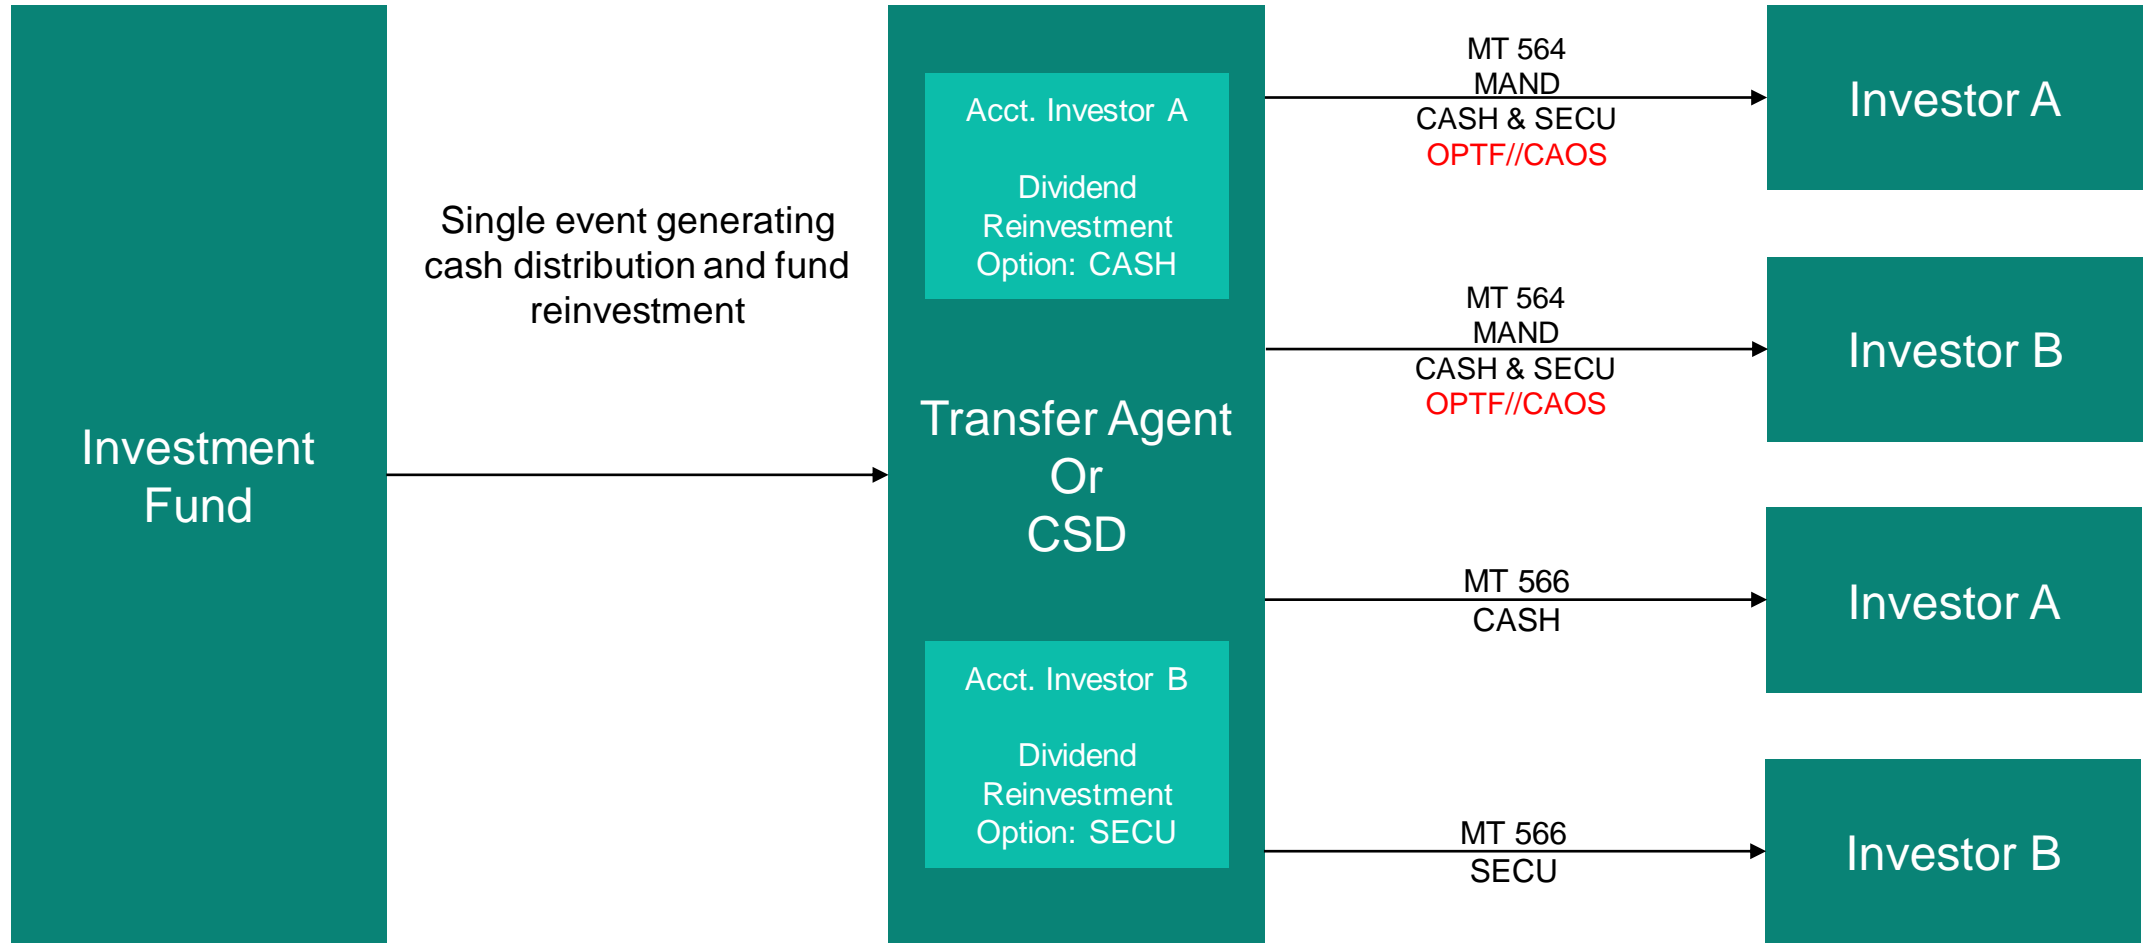 Investment
Fund
Single event generating
cash distribution and fund
reinvestment
Acct. Investor A
Dividend
Reinvestment
Option: CASH
Transfer Agent
Or
CSD
Acct. Investor B
Dividend
Reinvestment
Option: SECU
MT 564
MAND
CASH & SECU
OPTF//CAOS
Investor A
MT 564
MAND
CASH & SECU
OPTF//CAOS
Investor B
MT 566
CASH
Investor A
MT 566
SECU
Investor B